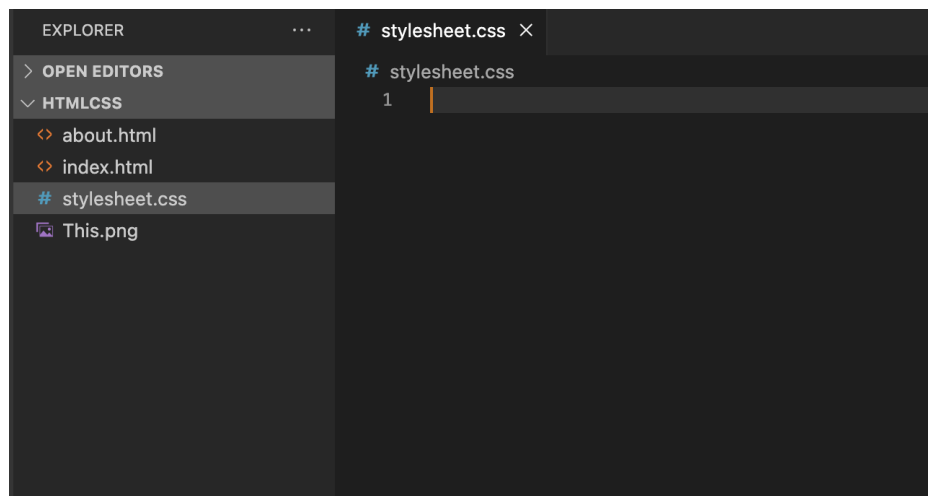 EXPLORER ...
OPEN EDITORS
HTMLCSS
<> about.html
<> index.html
# stylesheet.css
This.png
# stylesheet.css ×
# stylesheet.css
1